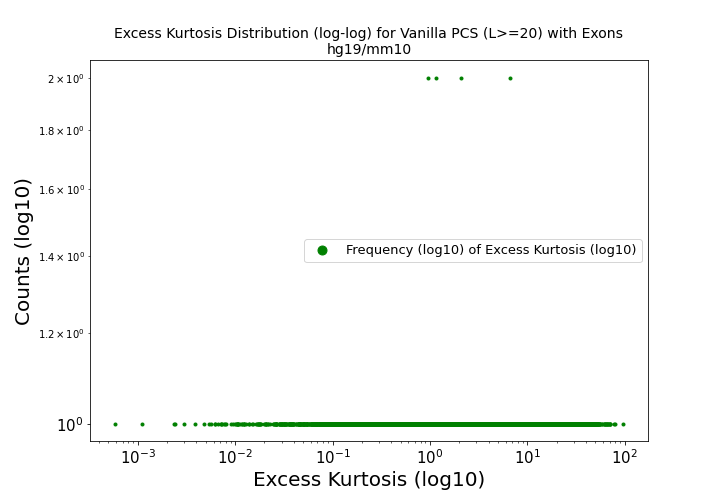 Excess Kurtosis Distribution (log-log) for Vanilla PCS (L>=20) with Exons
hg19/mm10
Counts (log10)
2 × 10⁰
1.8 × 10⁰
1.6 × 10⁰
1.4 × 10⁰
1.2 × 10⁰
10⁰
Frequency (log10) of Excess Kurtosis (log10)
10⁻³ 10⁻² 10⁻¹ 10⁰ 10¹ 10²
Excess Kurtosis (log10)